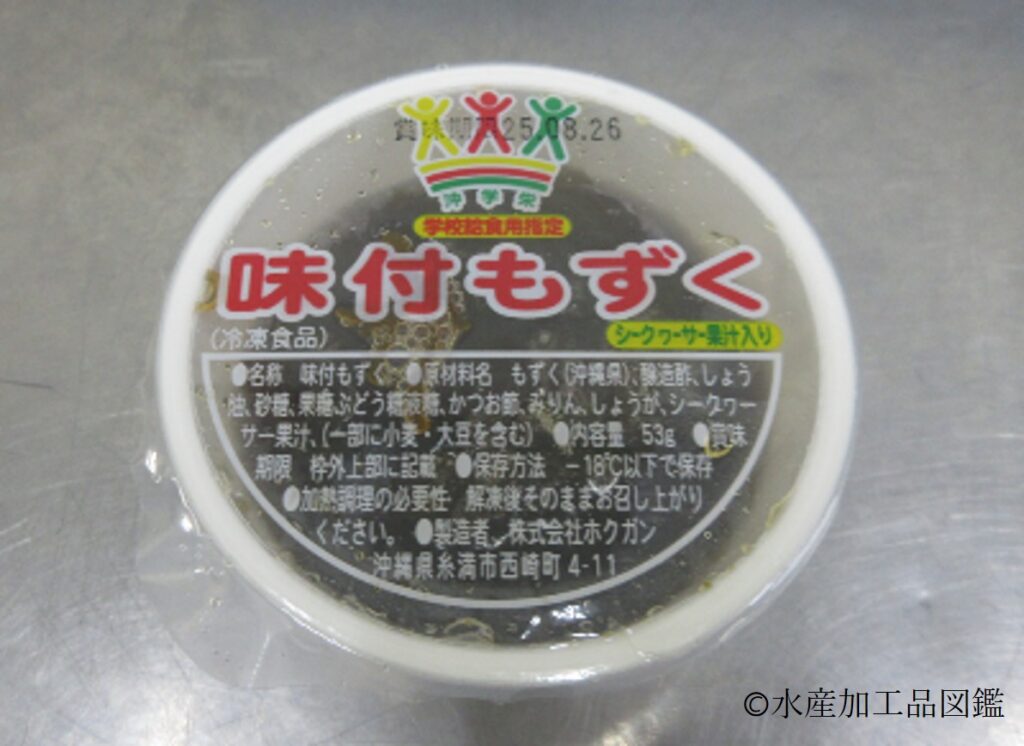 賞味期限25.08.26
沖学栄
学校給食用指定
味付もずく
(冷凍食品)
シークヮーサー果汁入り
●名称 味付もずく ●原材料名 もずく(沖縄県)、醸造酢、しょう
油、砂糖、果糖ぶどう糖液糖、かつお節、みりん、しょうが、シークヮー
サー果汁、(一部に小麦・大豆を含む) ●内容量 53g ●賞味
期限 枠外上部に記載 ●保存方法 -18℃以下で保存
●加熱調理の必要性 解凍後そのままお召し上がり
ください。 ●製造者 株式会社ホクガン
沖縄県糸満市西崎町4-11
©水産加工品図鑑